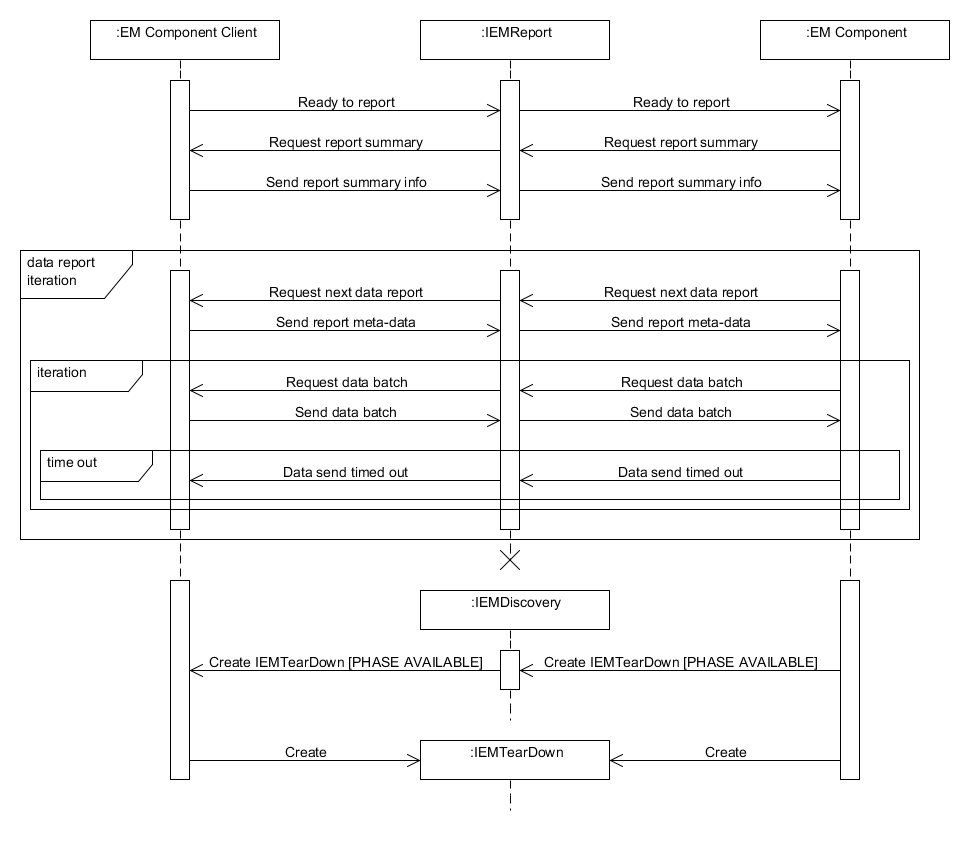 :EM Component Client
:IEMReport
:EM Component
Ready to report
Ready to report
Request report summary
Request report summary
Send report summary info
Send report summary info
data report
iteration
Request next data report
Request next data report
Send report meta-data
Send report meta-data
iteration
Request data batch
Request data batch
Send data batch
Send data batch
time out
Data send timed out
Data send timed out
:IEMDiscovery
Create IEMTearDown [PHASE AVAILABLE]
Create IEMTearDown [PHASE AVAILABLE]
Create
:IEMTearDown
Create